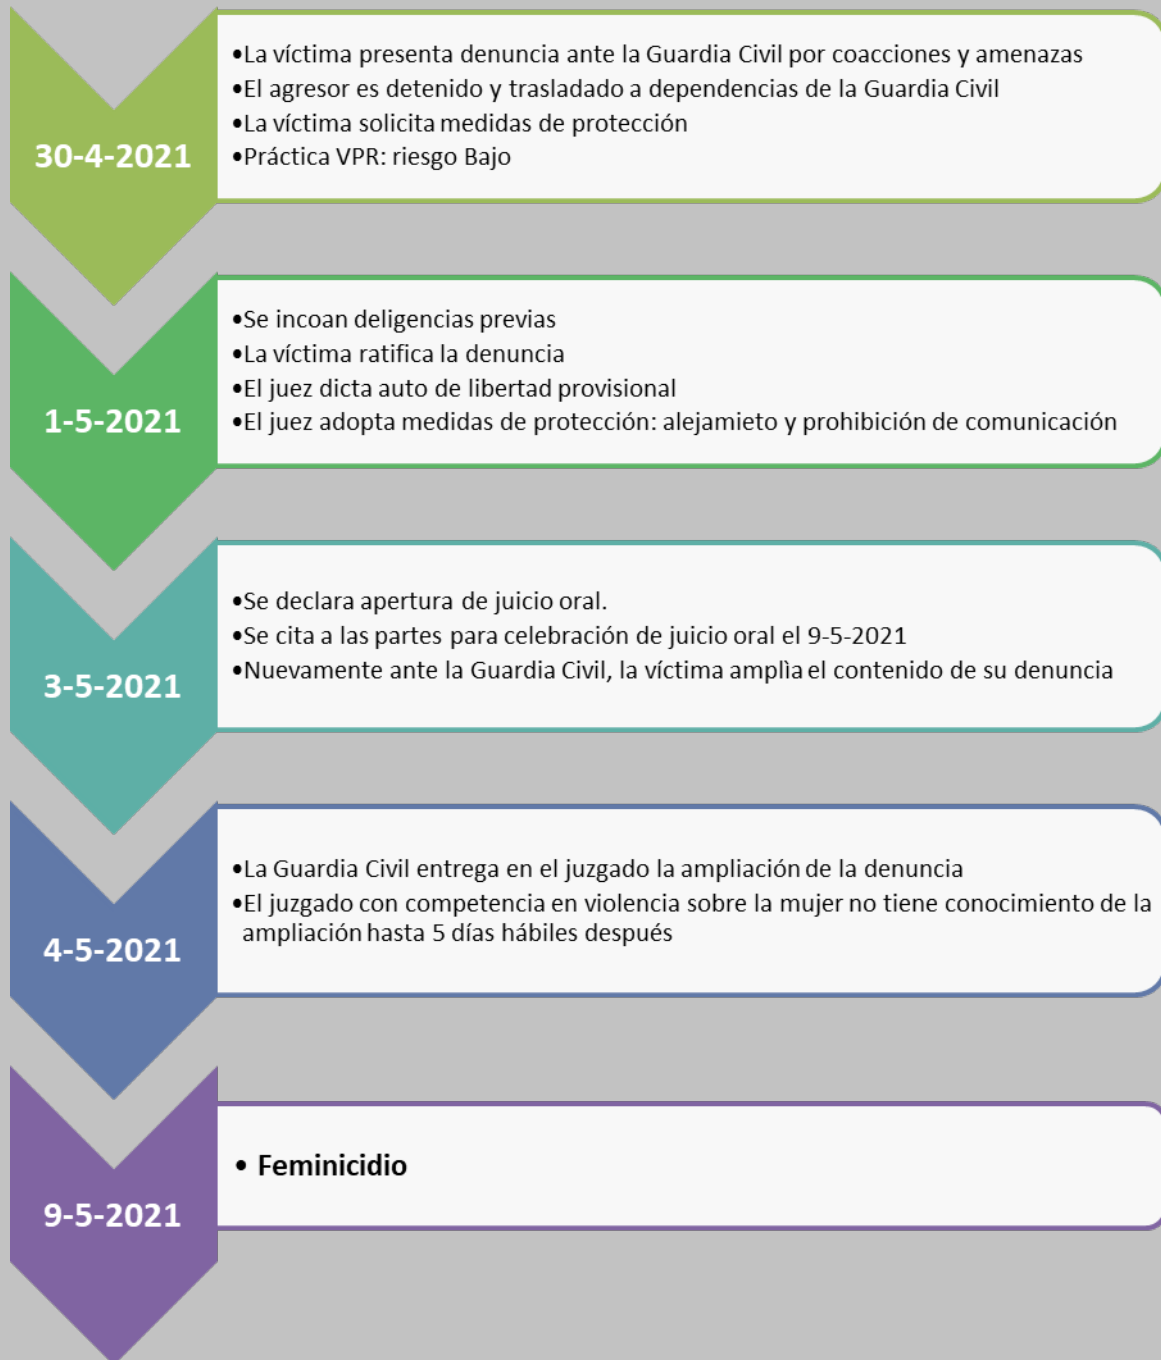 30-4-2021
•La víctima presenta denuncia ante la Guardia Civil por coacciones y amenazas
•El agresor es detenido y trasladado a dependencias de la Guardia Civil
•La víctima solicita medidas de protección
•Práctica VPR: riesgo Bajo
1-5-2021
•Se incoan deligencias previas
•La víctima ratifica la denuncia
•El juez dicta auto de libertad provisional
•El juez adopta medidas de protección: alejamieto y prohibición de comunicación
3-5-2021
•Se declara apertura de juicio oral.
•Se cita a las partes para celebración de juicio oral el 9-5-2021
•Nuevamente ante la Guardia Civil, la víctima amplìa el contenido de su denuncia
4-5-2021
•La Guardia Civil entrega en el juzgado la ampliación de la denuncia
•El juzgado con competencia en violencia sobre la mujer no tiene conocimiento de la
ampliación hasta 5 días hábiles después
9-5-2021
• Feminicidio